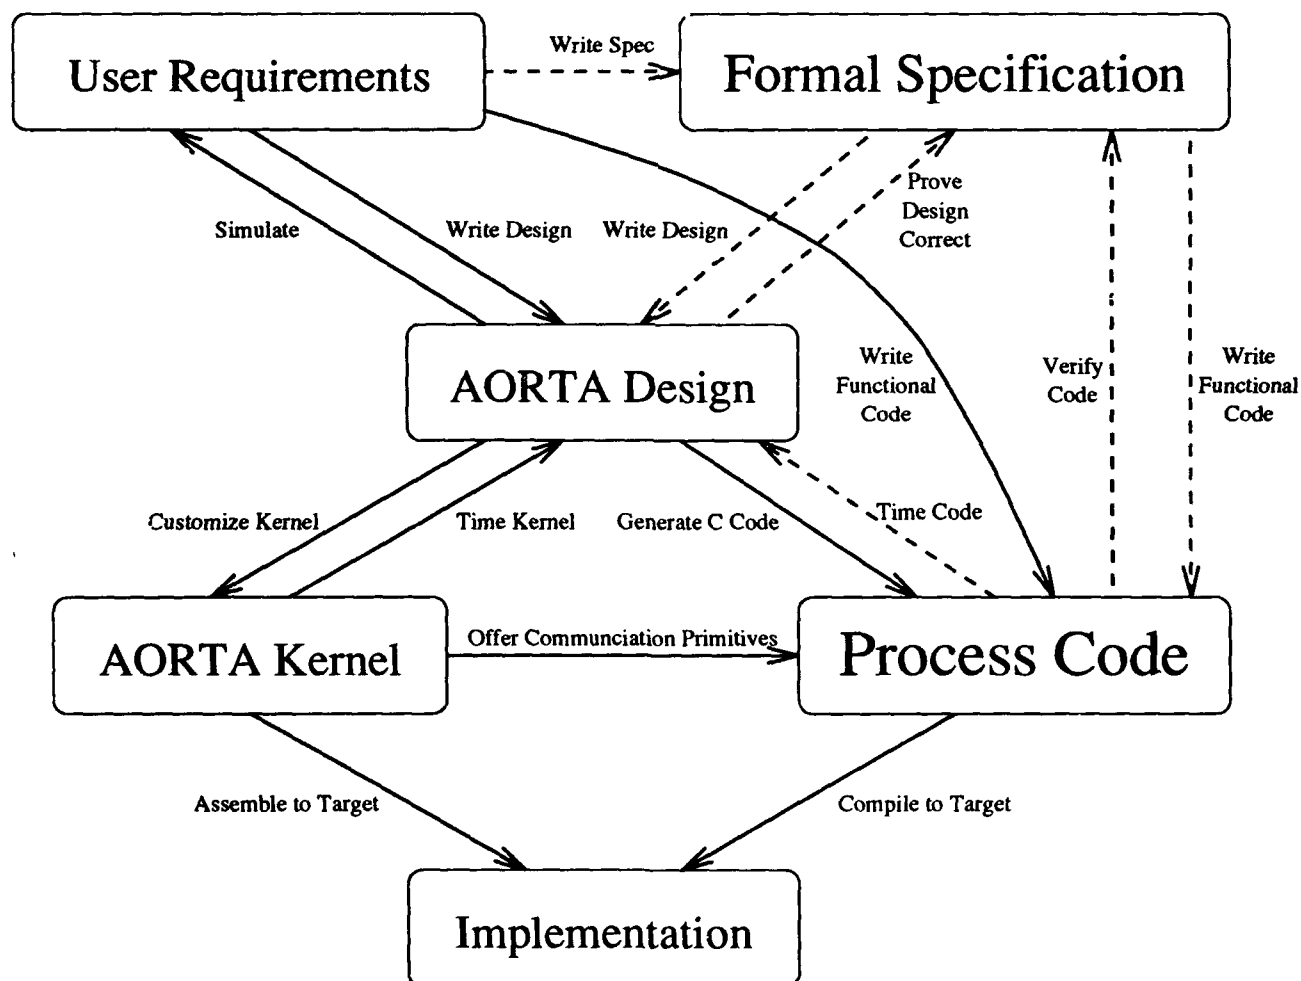 Write Spec
User Requirements
Formal Specification
Prove
Design
Correct
Simulate
Write Design
Write Design
AORTA Design
Write
Functional
Code
Verify
Code
Write
Functional
Code
Customize Kernel
Time Kernel
Generate C Code
Time Code
AORTA Kernel
Offer Communciation Primitives
Process Code
Assemble to Target
Compile to Target
Implementation